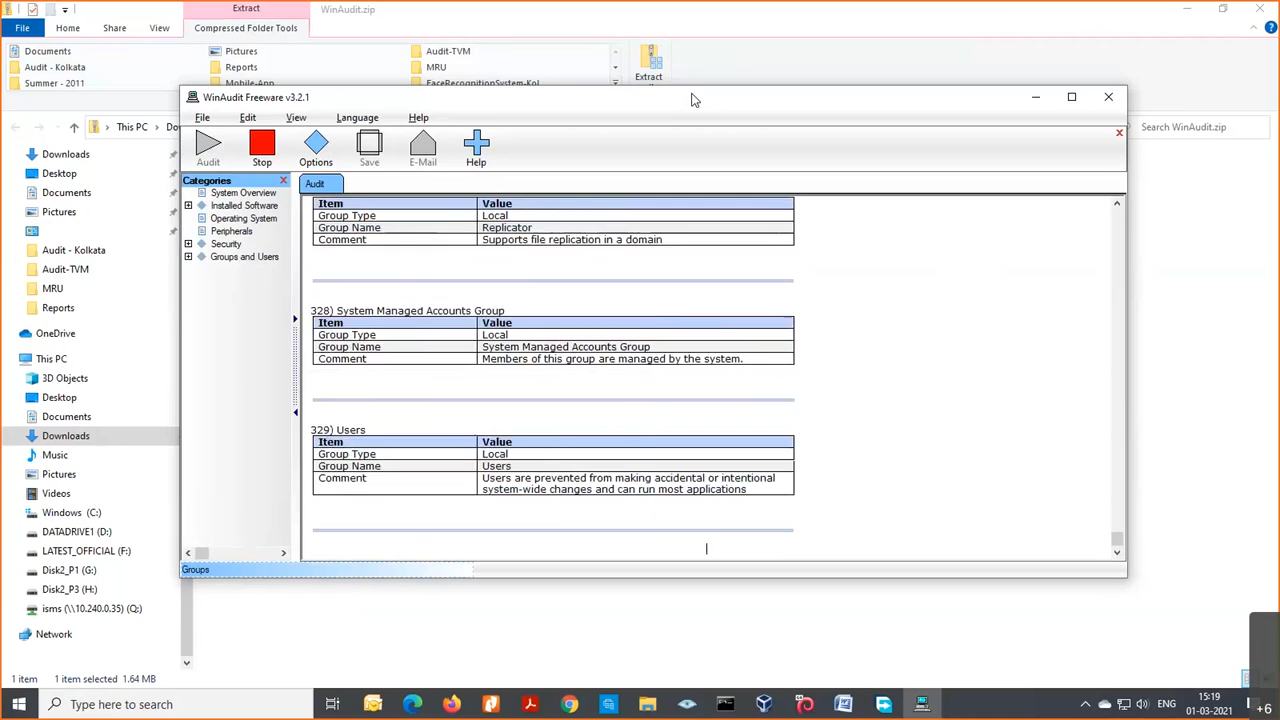 Extract
WinAudit.zip
File Home Share View Compressed Folder Tools
Documents Pictures Audit-TVM
Audit - Kolkata Reports MRU
Summer - 2011 Mobile-App FaceRecognitionSystem-Kol
Extract
WinAudit Freeware v3.2.1
File Edit View Language Help
This PC
Search WinAudit.zip
Audit Stop Options Save E-Mail Help
Categories
System Overview
Installed Software
Operating System
Peripherals
Security
Groups and Users
Audit
Item Value
Group Type Local
Group Name Replicator
Comment Supports file replication in a domain
328) System Managed Accounts Group
Item Value
Group Type Local
Group Name System Managed Accounts Group
Comment Members of this group are managed by the system.
329) Users
Item Value
Group Type Local
Group Name Users
Comment Users are prevented from making accidental or intentional
system-wide changes and can run most applications
Groups
Downloads
Desktop
Documents
Pictures
Audit - Kolkata
Audit-TVM
MRU
Reports
OneDrive
This PC
3D Objects
Desktop
Documents
Downloads
Music
Pictures
Videos
Windows (C:)
DATADRIVE1 (D:)
LATEST_OFFICIAL (F:)
Disk2_P1 (G:)
Disk2_P3 (H:)
isms (\\10.240.0.35) (Q:)
Network
1 item 1 item selected 1.64 MB
Type here to search
ENG
15:19
01-03-2021
+6